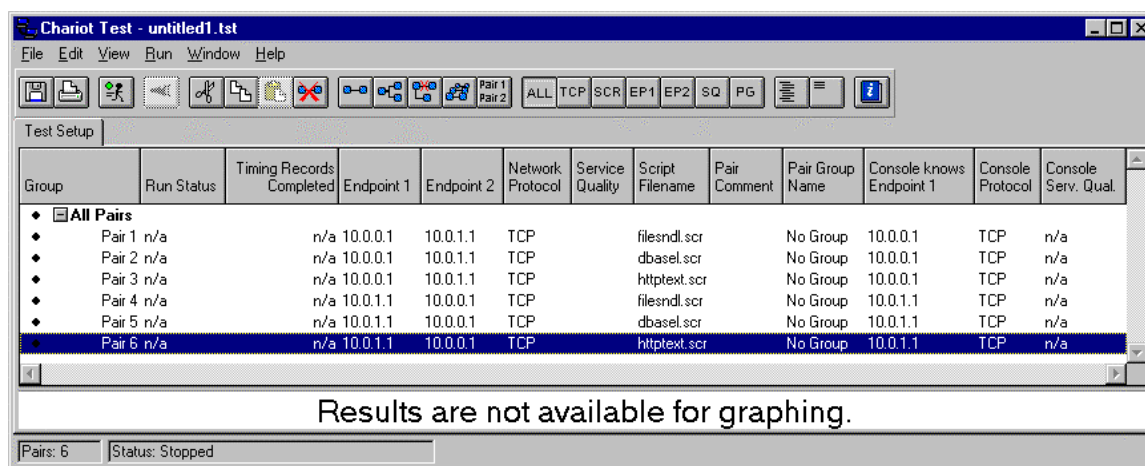 Chariot Test - untitled1.tst
File Edit View Run Window Help
Pair 1 Pair 2 ALL TCP SCR EP1 EP2 SQ PG
Test Setup
Group Run Status Timing Records Completed Endpoint 1 Endpoint 2 Network Protocol Service Quality Script Filename Pair Comment Pair Group Name Console knows Endpoint 1 Console Protocol Console Serv. Qual.
All Pairs
Pair 1 n/a n/a 10.0.0.1 10.0.1.1 TCP filesndl.scr No Group 10.0.0.1 TCP n/a
Pair 2 n/a n/a 10.0.0.1 10.0.1.1 TCP dbasel.scr No Group 10.0.0.1 TCP n/a
Pair 3 n/a n/a 10.0.0.1 10.0.1.1 TCP httptext.scr No Group 10.0.0.1 TCP n/a
Pair 4 n/a n/a 10.0.1.1 10.0.0.1 TCP filesndl.scr No Group 10.0.1.1 TCP n/a
Pair 5 n/a n/a 10.0.1.1 10.0.0.1 TCP dbasel.scr No Group 10.0.1.1 TCP n/a
Pair 6 n/a n/a 10.0.1.1 10.0.0.1 TCP httptext.scr No Group 10.0.1.1 TCP n/a
Results are not available for graphing.
Pairs: 6 Status: Stopped